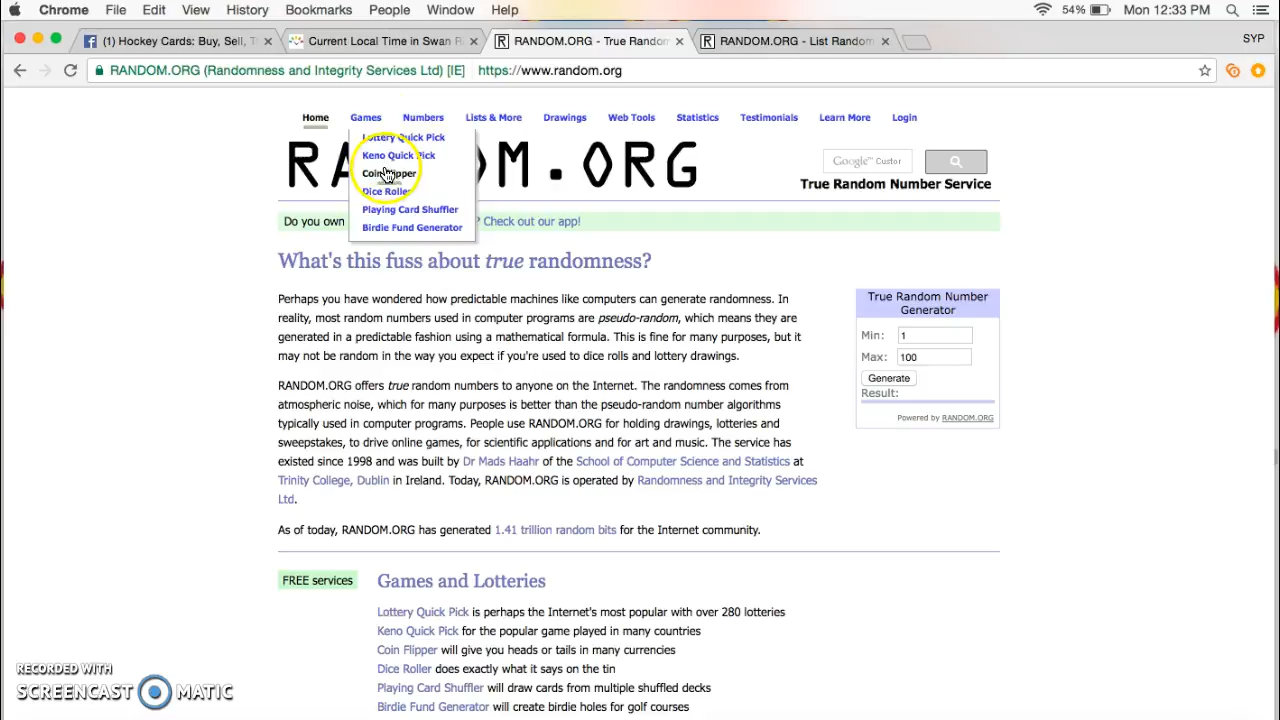 Chrome File Edit View History Bookmarks People Window Help 54% Mon 12:33 PM
(1) Hockey Cards: Buy, Sell, T
Current Local Time in Swan R
RANDOM.ORG - True Random
RANDOM.ORG - List Random
SYP
RANDOM.ORG (Randomness and Integrity Services Ltd) [IE] https://www.random.org
Home Games Numbers Lists & More Drawings Web Tools Statistics Testimonials Learn More Login
Lottery Quick Pick
Keno Quick Pick
Coin Flipper
Dice Roller
Playing Card Shuffler
Birdie Fund Generator
RANDOM.ORG
Google™ Custor
True Random Number Service
Do you own ? Check out our app!
What's this fuss about true randomness?
Perhaps you have wondered how predictable machines like computers can generate randomness. In
reality, most random numbers used in computer programs are pseudo-random, which means they are
generated in a predictable fashion using a mathematical formula. This is fine for many purposes, but it
may not be random in the way you expect if you're used to dice rolls and lottery drawings.
RANDOM.ORG offers true random numbers to anyone on the Internet. The randomness comes from
atmospheric noise, which for many purposes is better than the pseudo-random number algorithms
typically used in computer programs. People use RANDOM.ORG for holding drawings, lotteries and
sweepstakes, to drive online games, for scientific applications and for art and music. The service has
existed since 1998 and was built by Dr Mads Haahr of the School of Computer Science and Statistics at
Trinity College, Dublin in Ireland. Today, RANDOM.ORG is operated by Randomness and Integrity Services
Ltd.
As of today, RANDOM.ORG has generated 1.41 trillion random bits for the Internet community.
True Random Number
Generator
Min: 1
Max: 100
Generate
Result:
Powered by RANDOM.ORG
FREE services
Games and Lotteries
Lottery Quick Pick is perhaps the Internet's most popular with over 280 lotteries
Keno Quick Pick for the popular game played in many countries
Coin Flipper will give you heads or tails in many currencies
Dice Roller does exactly what it says on the tin
Playing Card Shuffler will draw cards from multiple shuffled decks
Birdie Fund Generator will create birdie holes for golf courses
RECORDED WITH
SCREENCAST MATIC